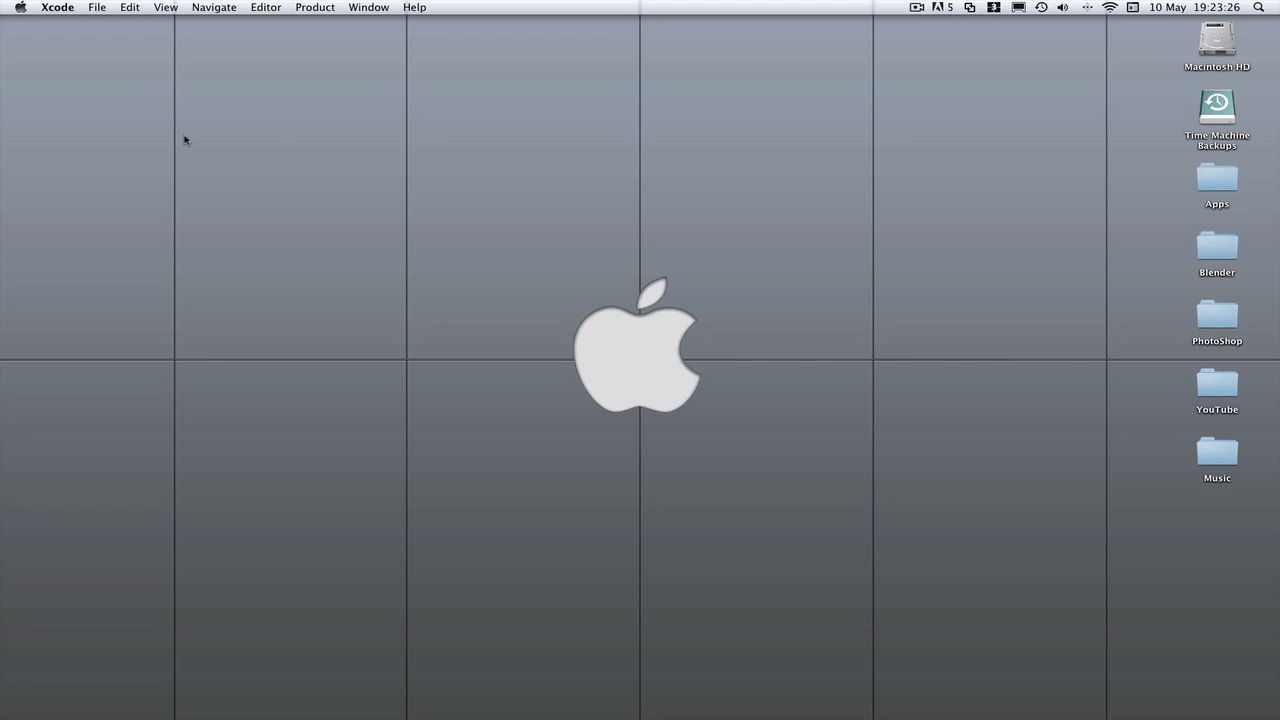 Xcode File Edit View Navigate Editor Product Window Help 5 3 10 May 19:23:26
Macintosh HD
Time Machine
Backups
Apps
Blender
PhotoShop
YouTube
Music